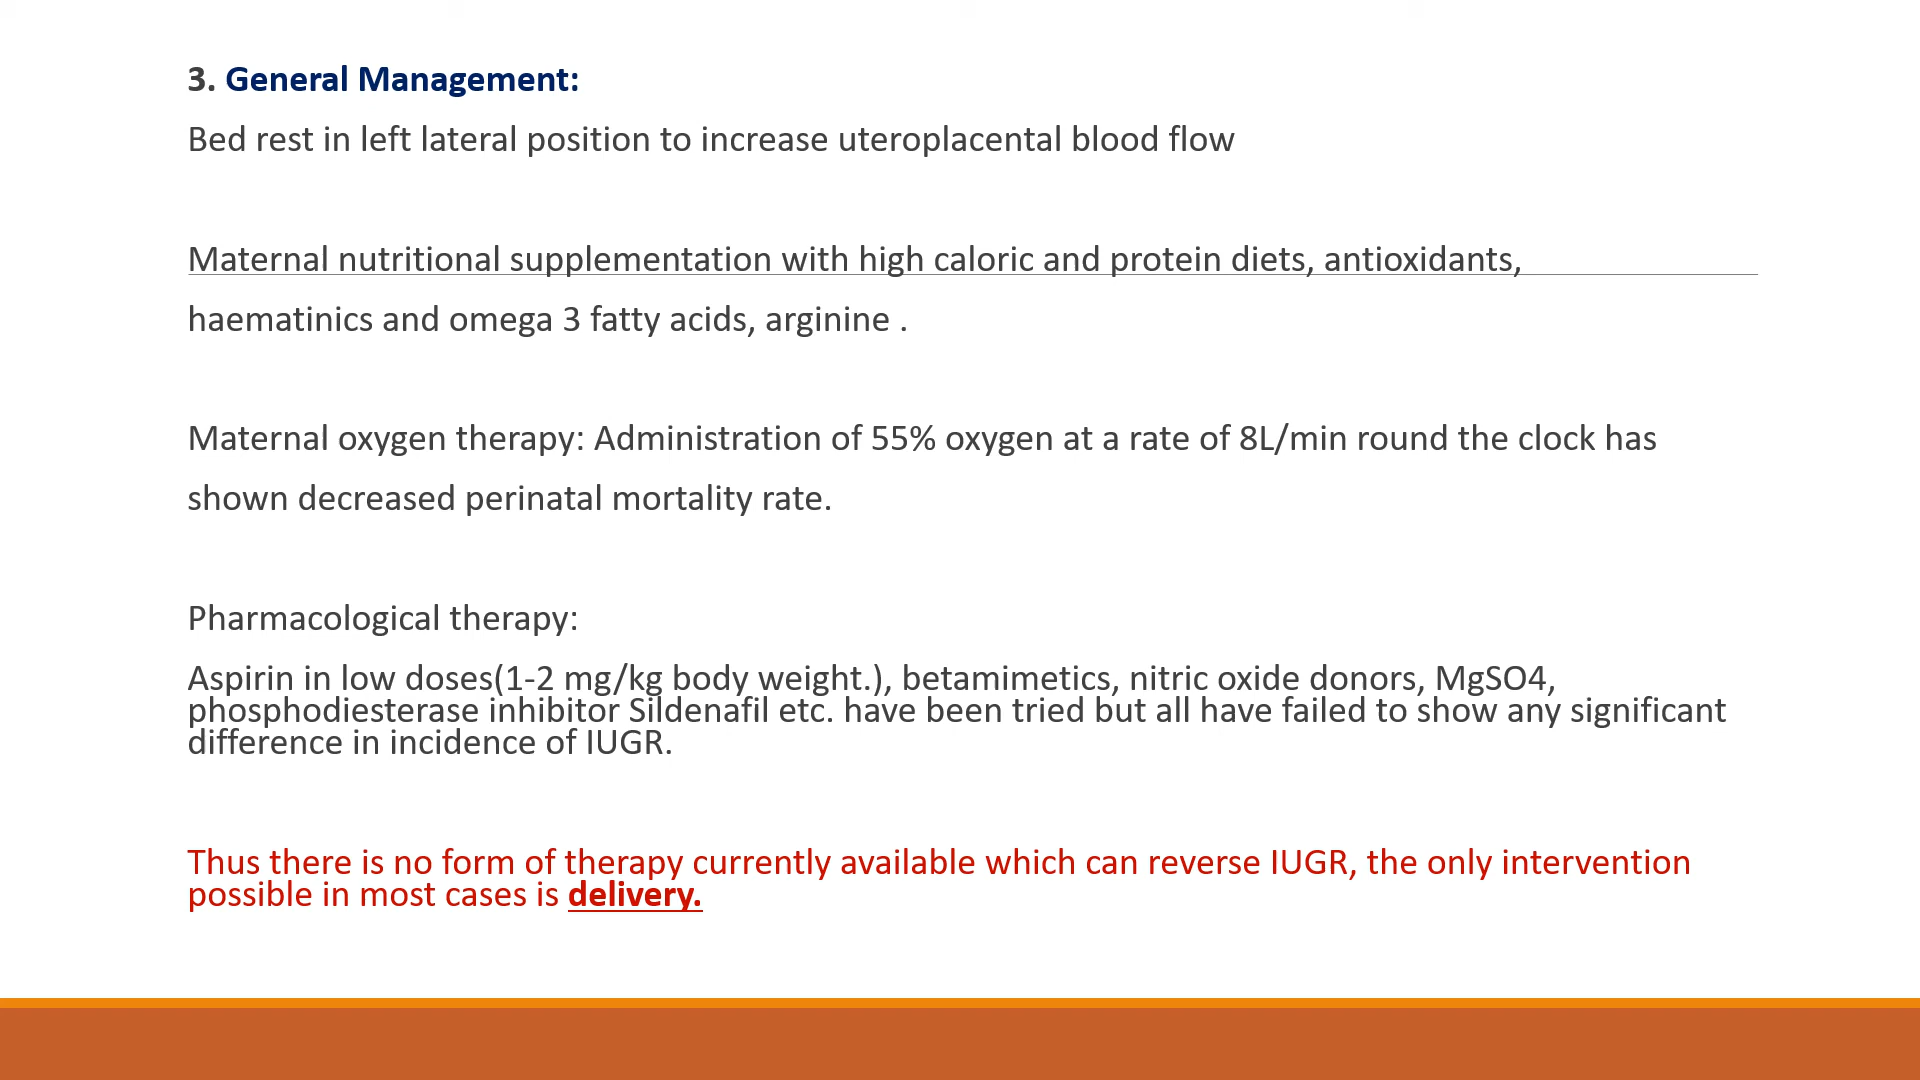 3. General Management:
Bed rest in left lateral position to increase uteroplacental blood flow
Maternal nutritional supplementation with high caloric and protein diets, antioxidants,
haematinics and omega 3 fatty acids, arginine .
Maternal oxygen therapy: Administration of 55% oxygen at a rate of 8L/min round the clock has
shown decreased perinatal mortality rate.
Pharmacological therapy:
Aspirin in low doses(1-2 mg/kg body weight.), betamimetics, nitric oxide donors, MgSO4,
phosphodiesterase inhibitor Sildenafil etc. have been tried but all have failed to show any significant
difference in incidence of IUGR.
Thus there is no form of therapy currently available which can reverse IUGR, the only intervention
possible in most cases is delivery.